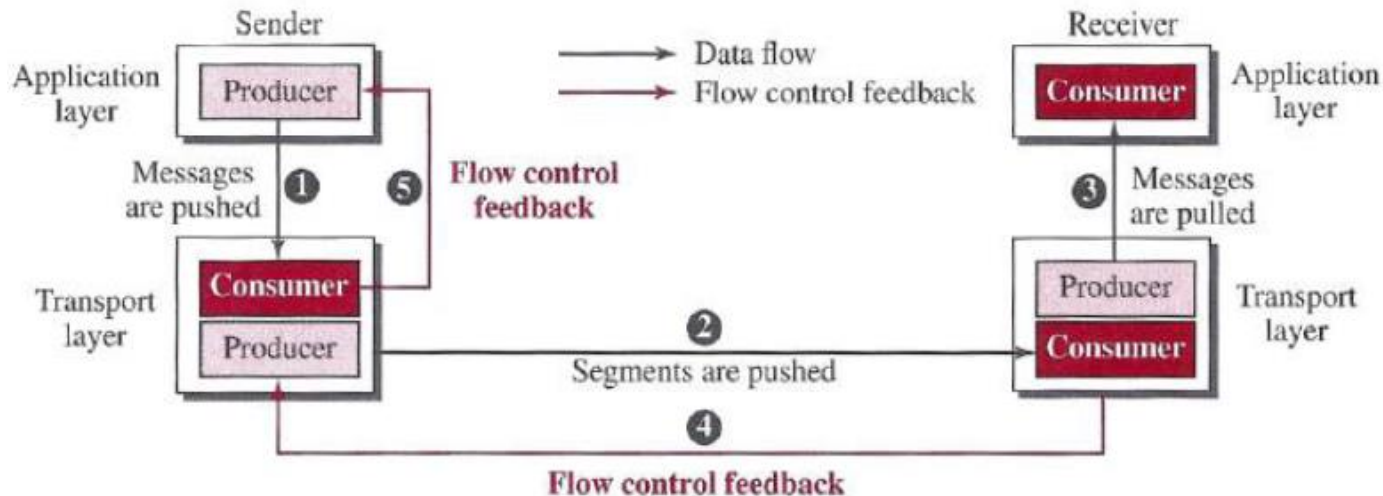 Sender
Receiver
Application
layer
Producer
Data flow
Flow control feedback
Consumer
Application
layer
Messages
are pushed
1
5
Flow control
feedback
3
Messages
are pulled
Transport
layer
Consumer
Producer
2
Segments are pushed
Producer
Consumer
Transport
layer
4
Flow control feedback